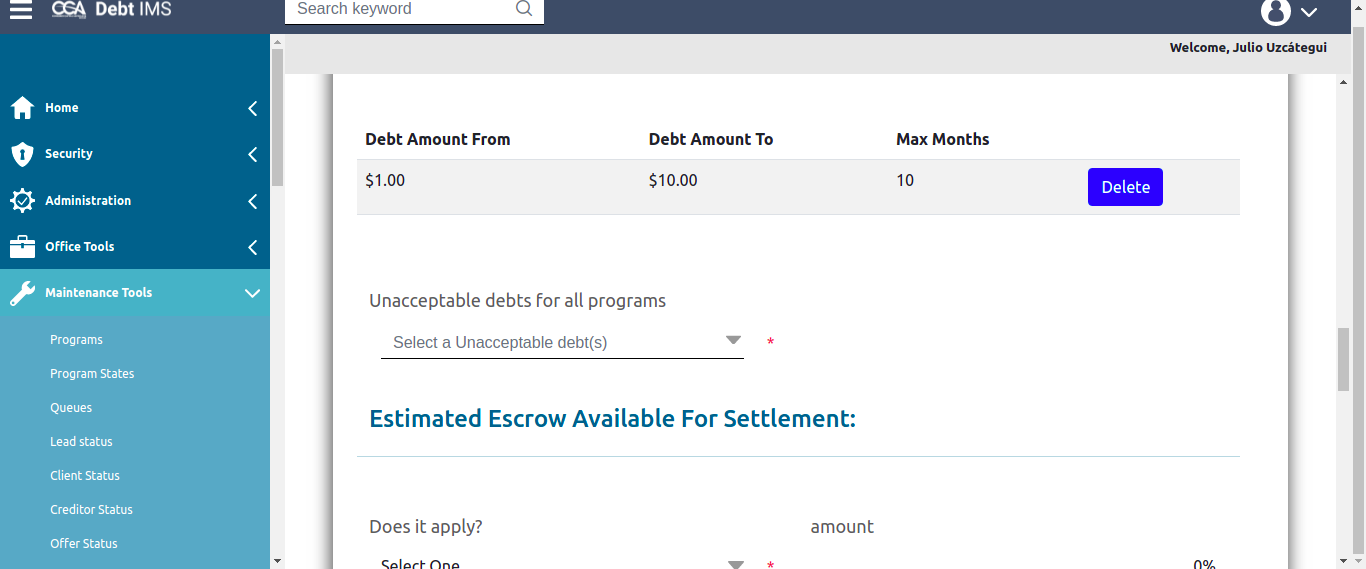 CGA Debt IMS
Search keyword
Welcome, Julio Uzcátegui
Home
Security
Administration
Office Tools
Maintenance Tools
Programs
Program States
Queues
Lead status
Client Status
Creditor Status
Offer Status
Debt Amount From Debt Amount To Max Months
$1.00 $10.00 10 Delete
Unacceptable debts for all programs
Select a Unacceptable debt(s) *
Estimated Escrow Available For Settlement:
Does it apply? amount
Select One * 0%